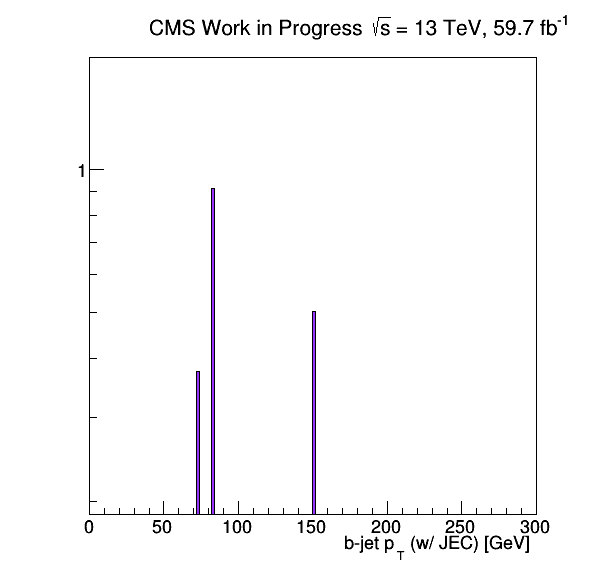 CMS Work in Progress √s = 13 TeV, 59.7 fb⁻¹
1
0 50 100 150 200 250 300
b-jet p_T (w/ JEC) [GeV]